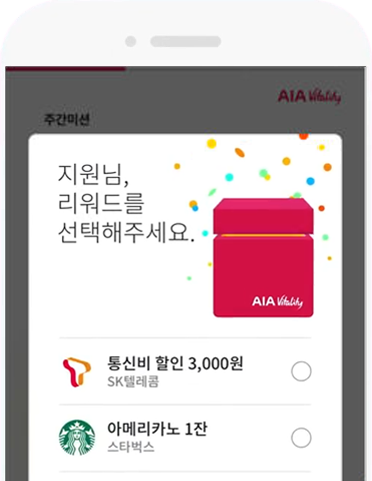 AIA Vitality
주간미션
지원님,
리워드를
선택해주세요.
AIA Vitality
통신비 할인 3,000원
SK텔레콤
아메리카노 1잔
스타벅스